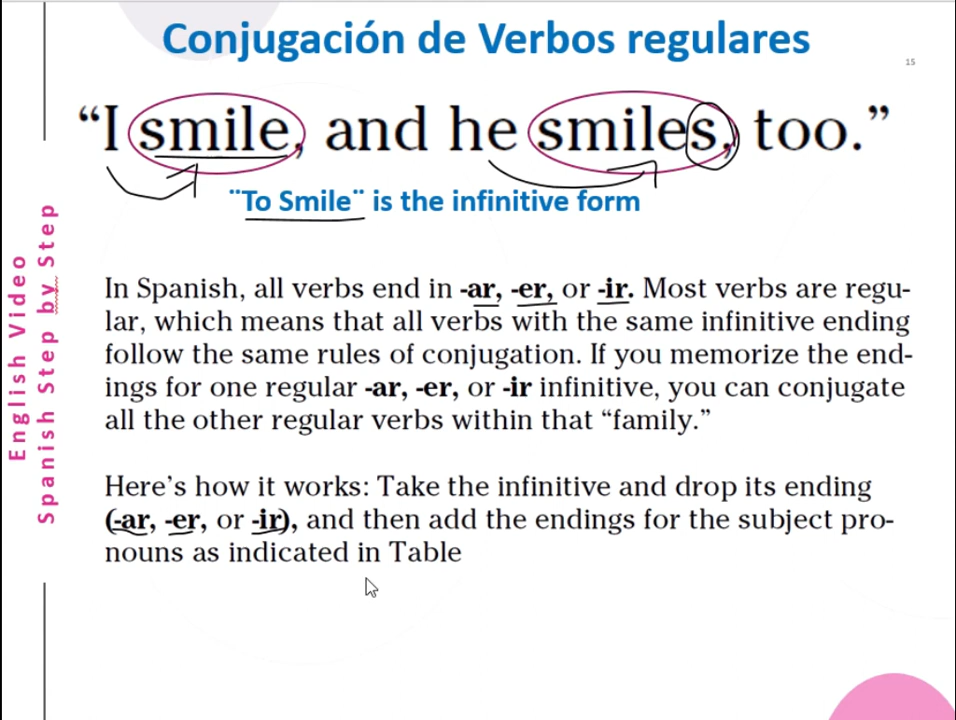 Conjugación de Verbos regulares
15
“I smile, and he smiles, too.”
¨To Smile¨ is the infinitive form
In Spanish, all verbs end in -ar, -er, or -ir. Most verbs are regu-
lar, which means that all verbs with the same infinitive ending
follow the same rules of conjugation. If you memorize the end-
ings for one regular -ar, -er, or -ir infinitive, you can conjugate
all the other regular verbs within that “family.”
Here’s how it works: Take the infinitive and drop its ending
(-ar, -er, or -ir), and then add the endings for the subject pro-
nouns as indicated in Table
English Video
Spanish Step by Step